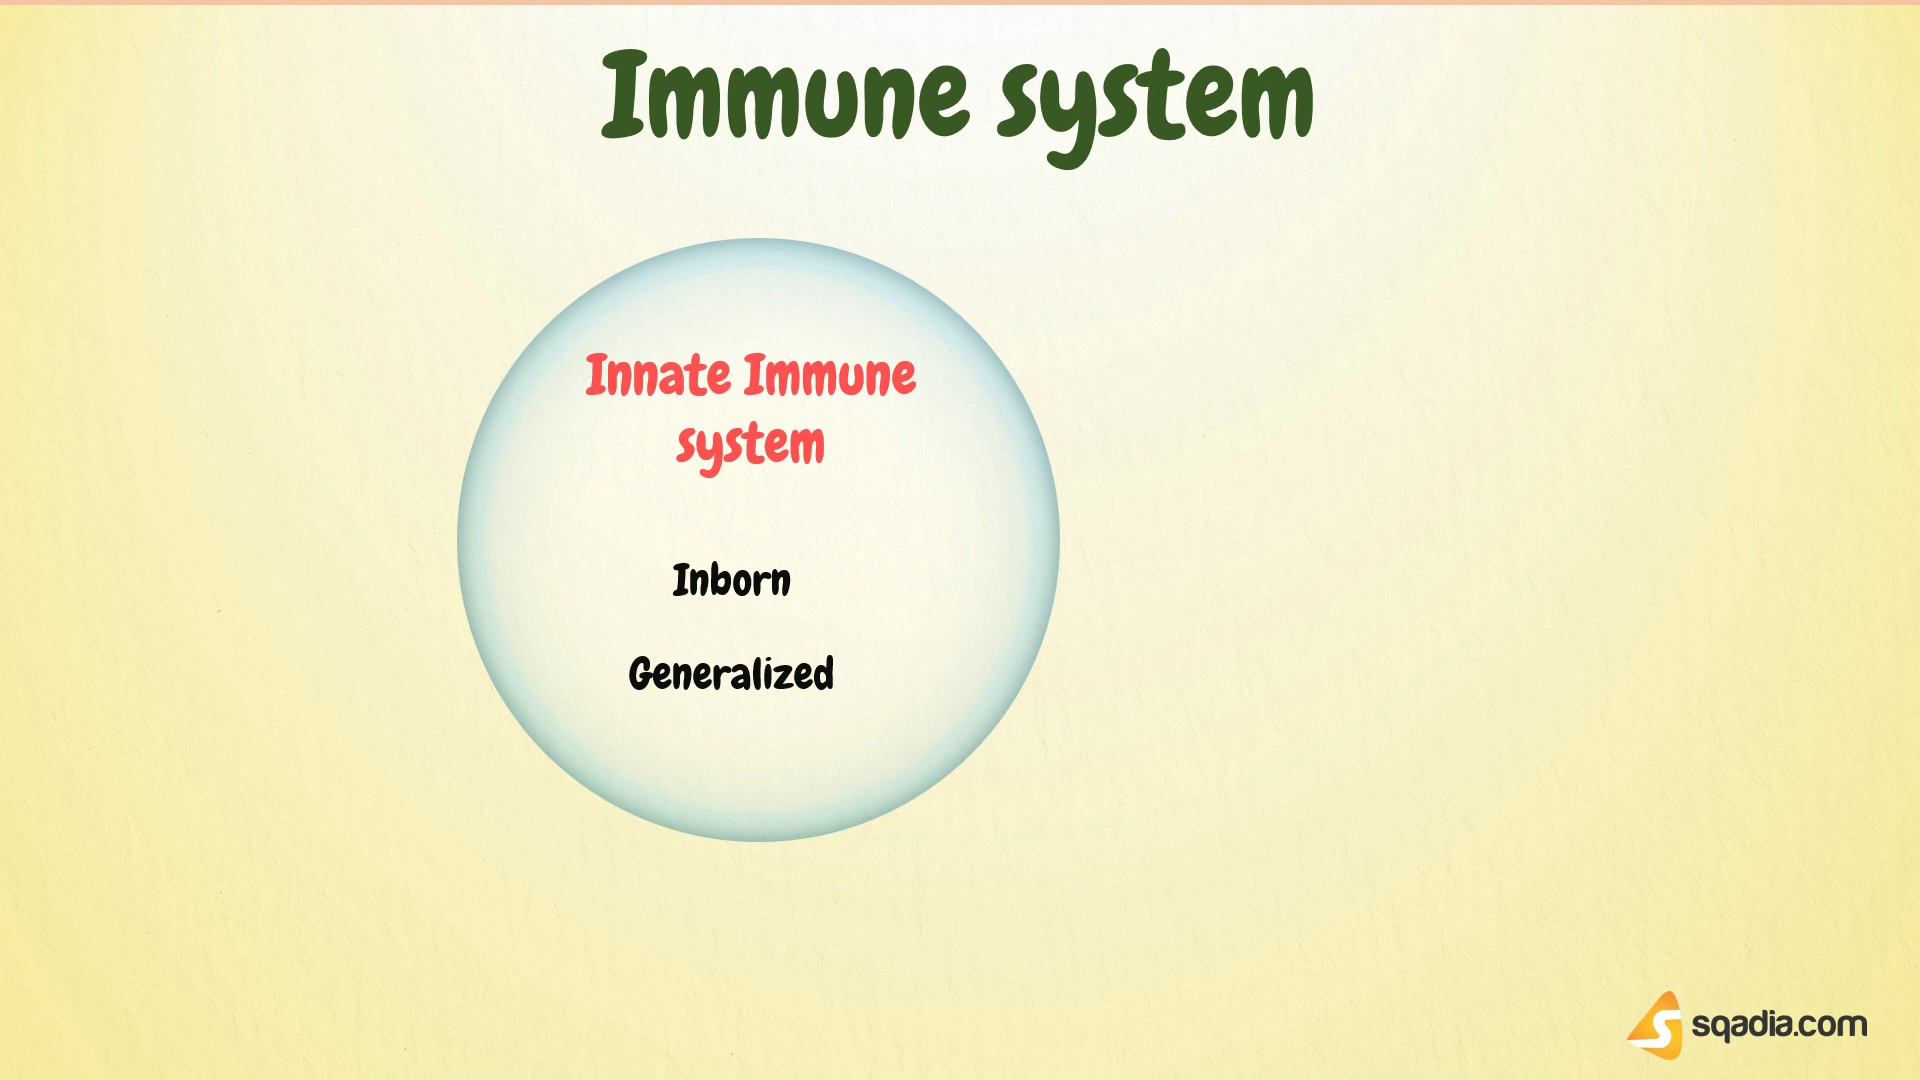 Immune system
Innate Immune
system
Inborn
Generalized
sqadia.com